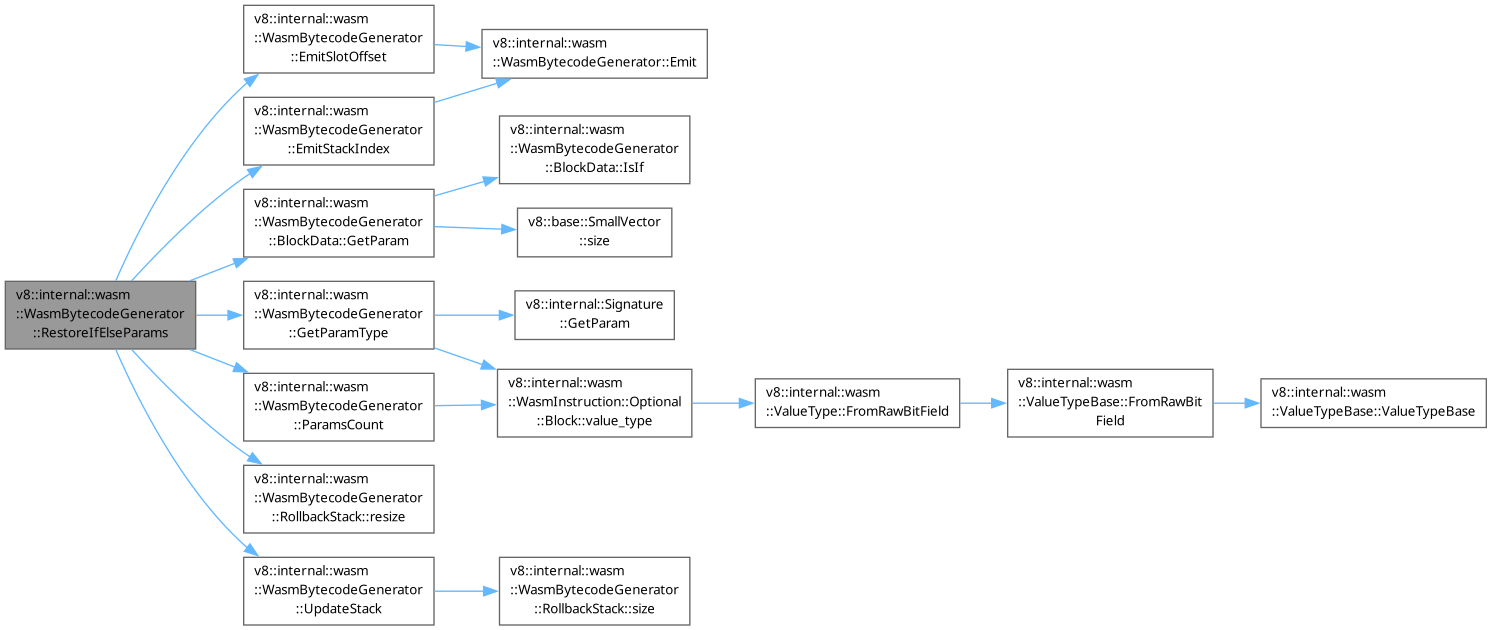 v8::internal::wasm
::WasmBytecodeGenerator
::RestoreIfElseParams
v8::internal::wasm
::WasmBytecodeGenerator
::EmitSlotOffset
v8::internal::wasm
::WasmBytecodeGenerator::Emit
v8::internal::wasm
::WasmBytecodeGenerator
::EmitStackIndex
v8::internal::wasm
::WasmBytecodeGenerator
::BlockData::GetParam
v8::internal::wasm
::WasmBytecodeGenerator
::BlockData::IsIf
v8::base::SmallVector
::size
v8::internal::wasm
::WasmBytecodeGenerator
::GetParamType
v8::internal::Signature
::GetParam
v8::internal::wasm
::WasmInstruction::Optional
::Block::value_type
v8::internal::wasm
::ValueType::FromRawBitField
v8::internal::wasm
::ValueTypeBase::FromRawBit
Field
v8::internal::wasm
::ValueTypeBase::ValueTypeBase
v8::internal::wasm
::WasmBytecodeGenerator
::ParamsCount
v8::internal::wasm
::WasmBytecodeGenerator
::RollbackStack::resize
v8::internal::wasm
::WasmBytecodeGenerator
::UpdateStack
v8::internal::wasm
::WasmBytecodeGenerator
::RollbackStack::size